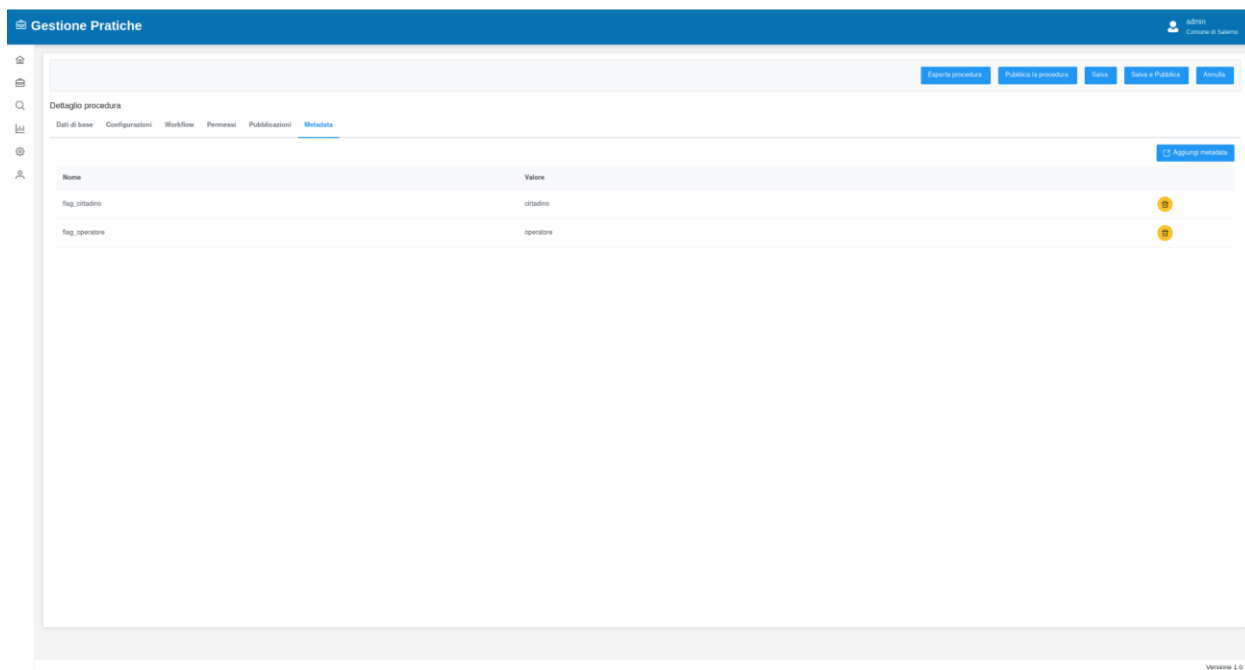 Gestione Pratiche
admin
Comune di Salerno
Esporta procedura Pubblica la procedura Salva Salva e Pubblica Annulla
Dettaglio procedura
Dati di base Configurazioni Workflow Permessi Pubblicazioni Metadata
Aggiungi metadata
Nome Valore
flag_cittadino cittadino
flag_operatore operatore
Versione 1.0.